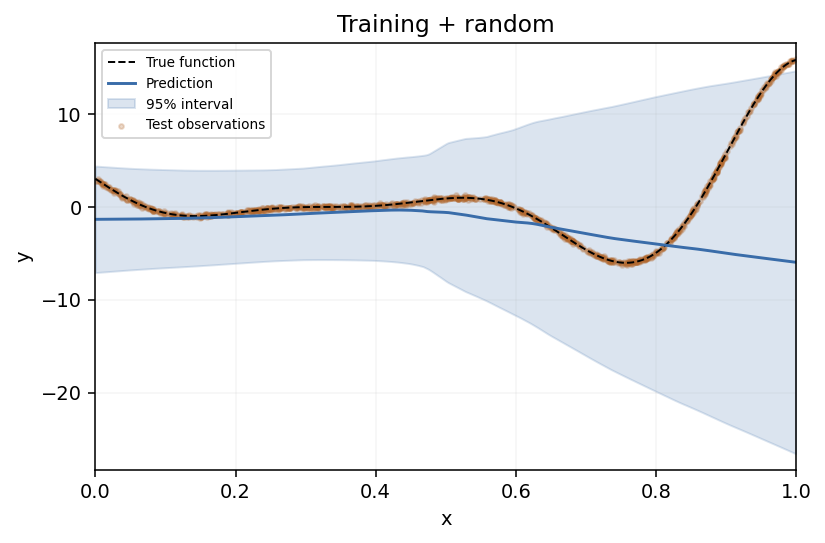 Training + random
True function
Prediction
95% interval
Test observations
10
0
−10
−20
y
0.0 0.2 0.4 0.6 0.8 1.0
x